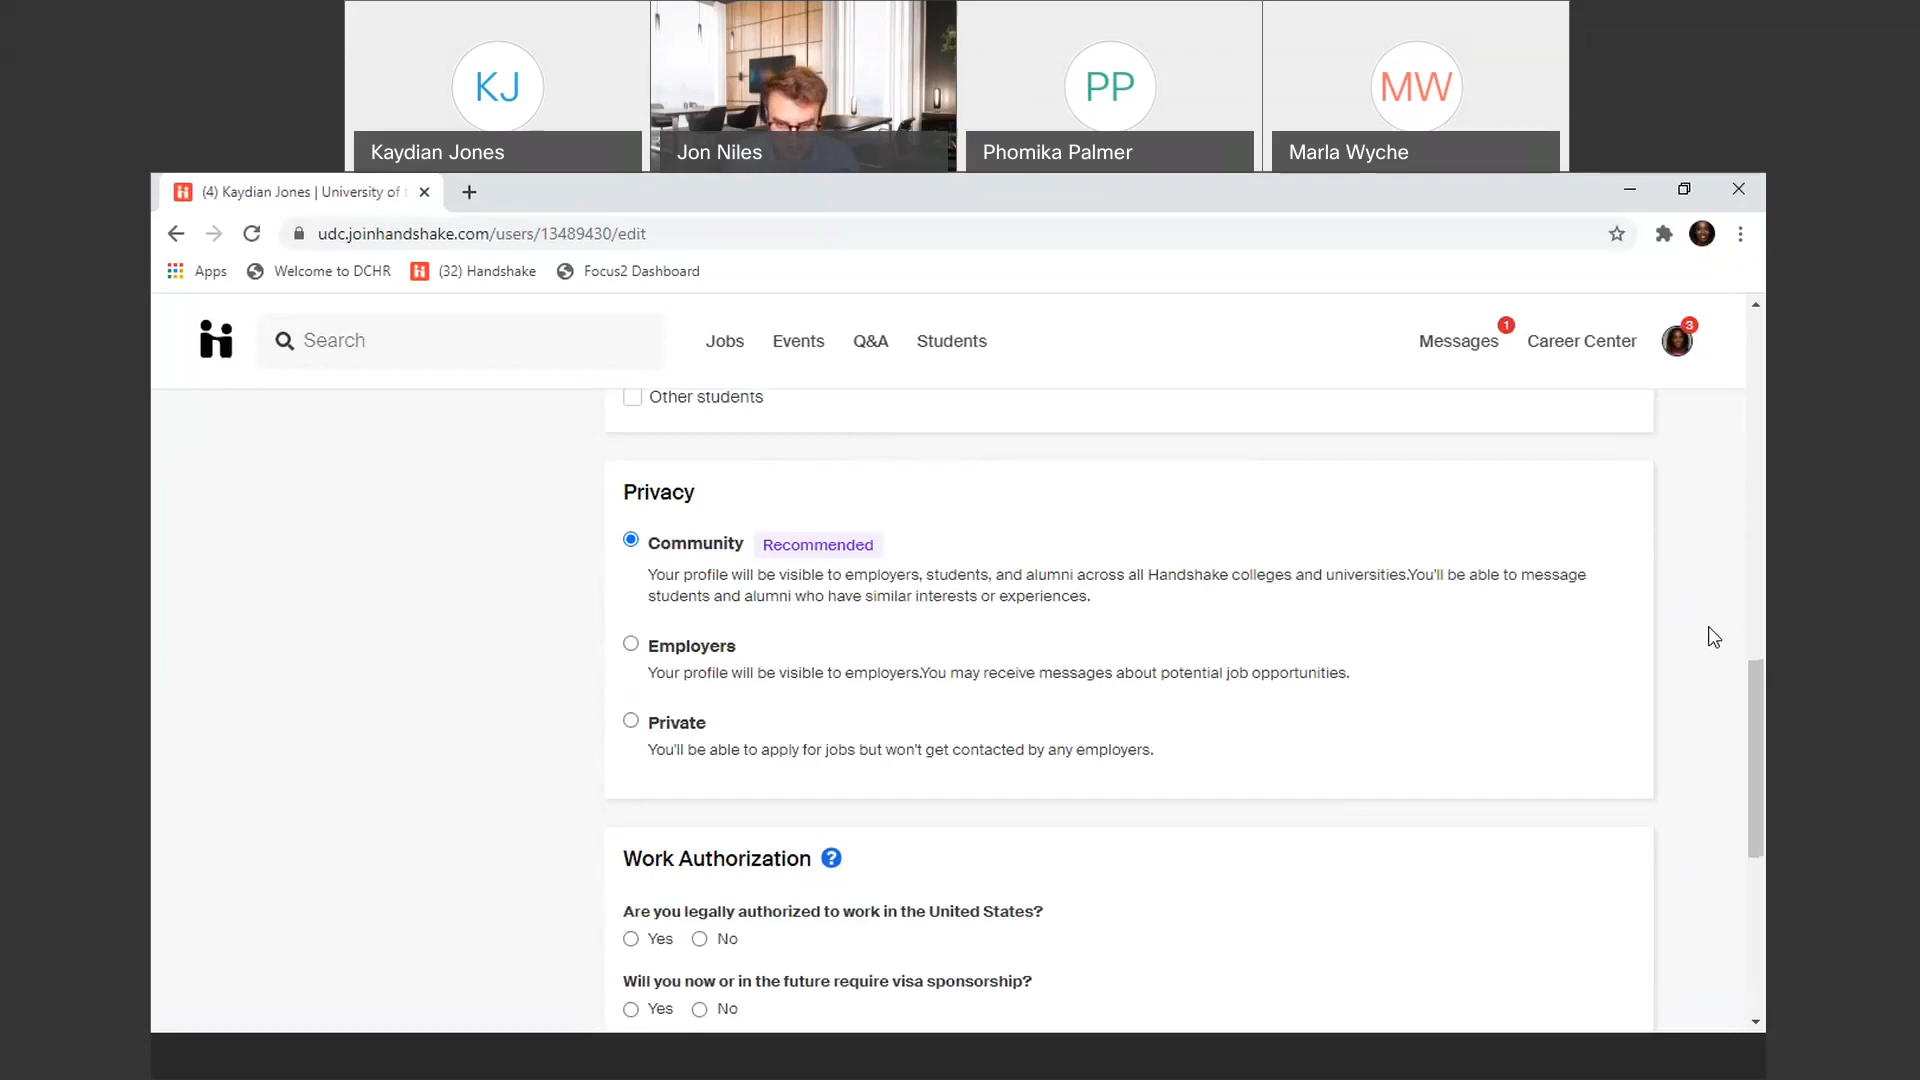 KJ
PP
MW
Kaydian Jones
Jon Niles
Phomika Palmer
Marla Wyche
(4) Kaydian Jones | University of
udc.joinhandshake.com/users/13489430/edit
Apps
Welcome to DCHR
(32) Handshake
Focus2 Dashboard
Search
Jobs
Events
Q&A
Students
Messages
1
Career Center
3
Other students
Privacy
Community
Recommended
Your profile will be visible to employers, students, and alumni across all Handshake colleges and universities.You'll be able to message
students and alumni who have similar interests or experiences.
Employers
Your profile will be visible to employers.You may receive messages about potential job opportunities.
Private
You'll be able to apply for jobs but won't get contacted by any employers.
Work Authorization ?
Are you legally authorized to work in the United States?
Yes No
Will you now or in the future require visa sponsorship?
Yes No